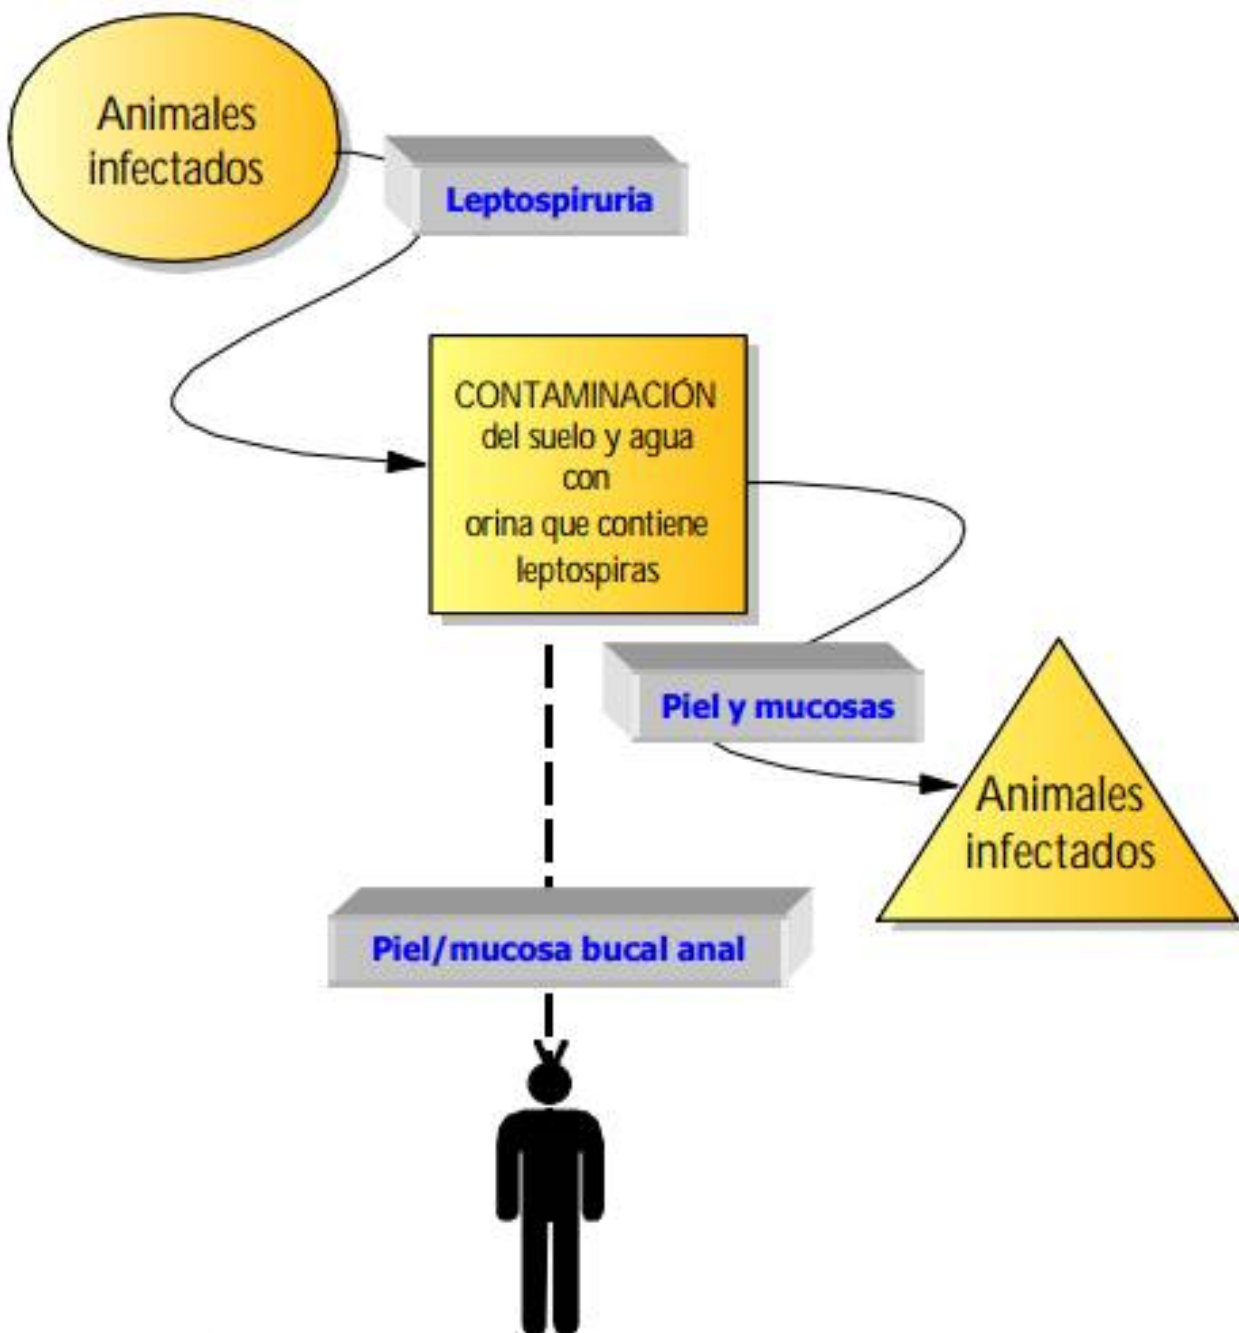 Animales
infectados
Leptospiruria
CONTAMINACIÓN
del suelo y agua
con
orina que contiene
leptospiras
Piel y mucosas
Animales
infectados
Piel/mucosa bucal anal